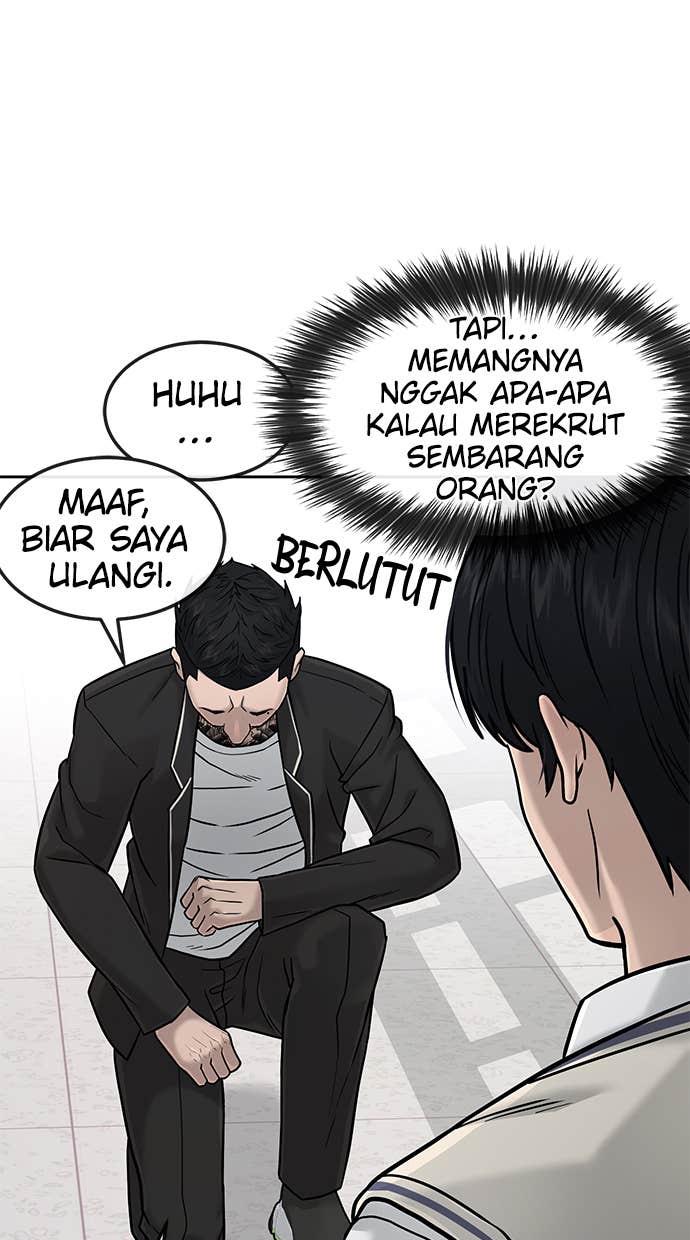 HUHU
...
TAPI...
MEMANGNYA
NGGAK APA-APA
KALAU MEREKRUT
SEMBARANG
ORANG?
MAAF,
BIAR SAYA
ULANGI.
BERLUTUT